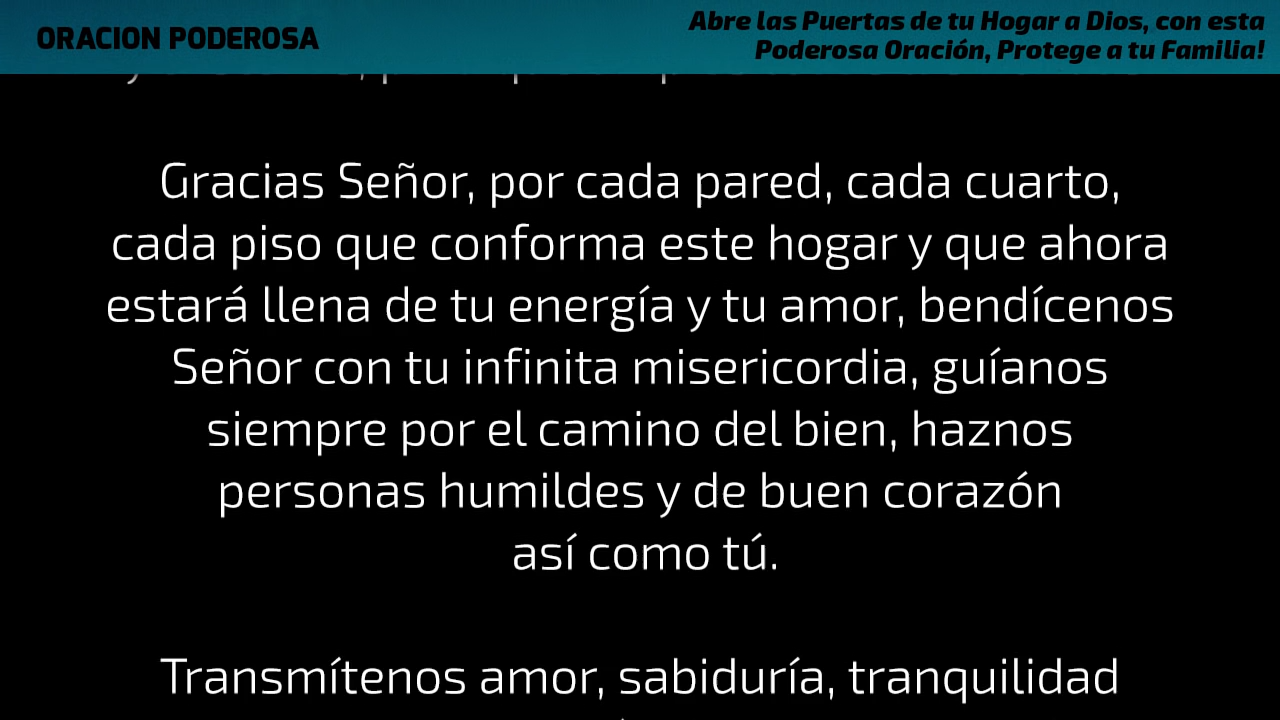 ORACION PODEROSA
Abre las Puertas de tu Hogar a Dios, con esta
Poderosa Oración, Protege a tu Familia!
Gracias Señor, por cada pared, cada cuarto,
cada piso que conforma este hogar y que ahora
estará llena de tu energía y tu amor, bendícenos
Señor con tu infinita misericordia, guíanos
siempre por el camino del bien, haznos
personas humildes y de buen corazón
así como tú.
Transmítenos amor, sabiduría, tranquilidad